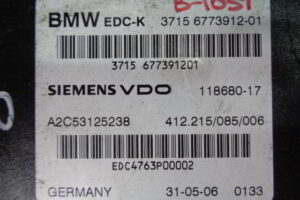 B-1051
BMW EDC-K 3715 6773912-01
3715 677391201
SIEMENS VDO 118680-17
A2C53125238 412.215/085/006
EDC4763P00002
GERMANY 31-05-06 0133